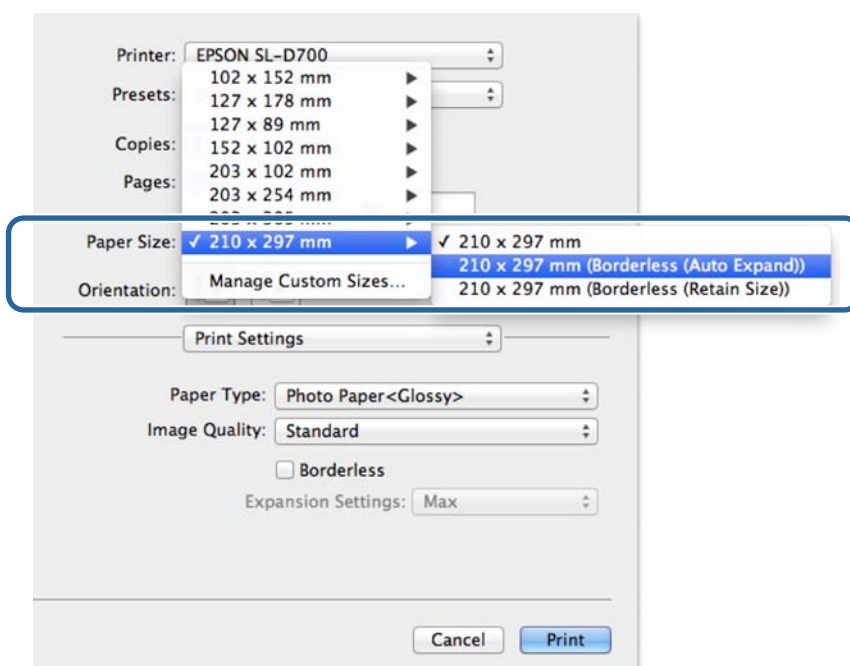 Printer: EPSON SL-D700
102 x 152 mm
Presets:
127 x 178 mm
127 x 89 mm
Copies:
152 x 102 mm
203 x 102 mm
Pages:
203 x 254 mm
Paper Size: ✓ 210 x 297 mm
✓ 210 x 297 mm
210 x 297 mm (Borderless (Auto Expand))
210 x 297 mm (Borderless (Retain Size))
Manage Custom Sizes...
Orientation:
Print Settings
Paper Type: Photo Paper<Glossy>
Image Quality: Standard
Borderless
Expansion Settings: Max
Cancel Print